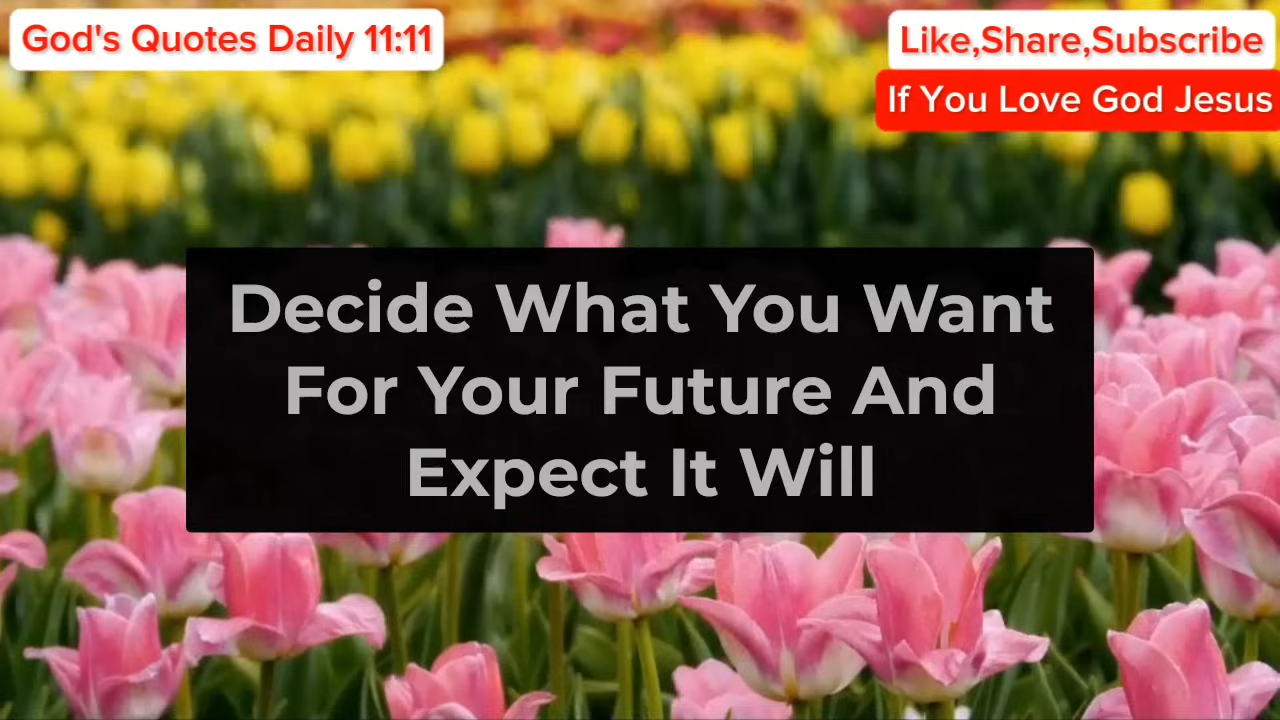 God's Quotes Daily 11:11
Like,Share,Subscribe
If You Love God Jesus
Decide What You Want
For Your Future And
Expect It Will